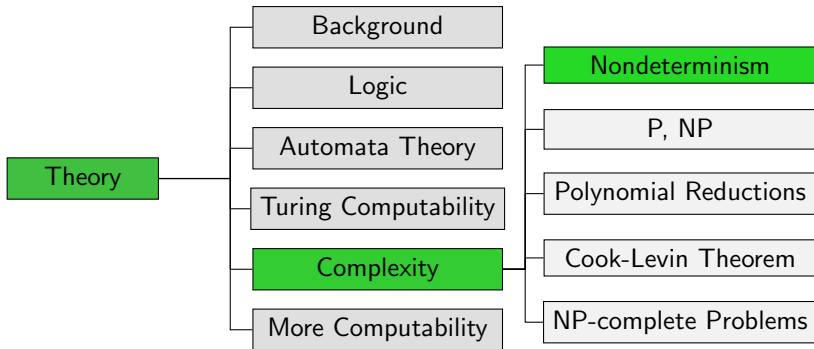 Theory
Background
Logic
Automata Theory
Turing Computability
Complexity
More Computability
Nondeterminism
P, NP
Polynomial Reductions
Cook-Levin Theorem
NP-complete Problems